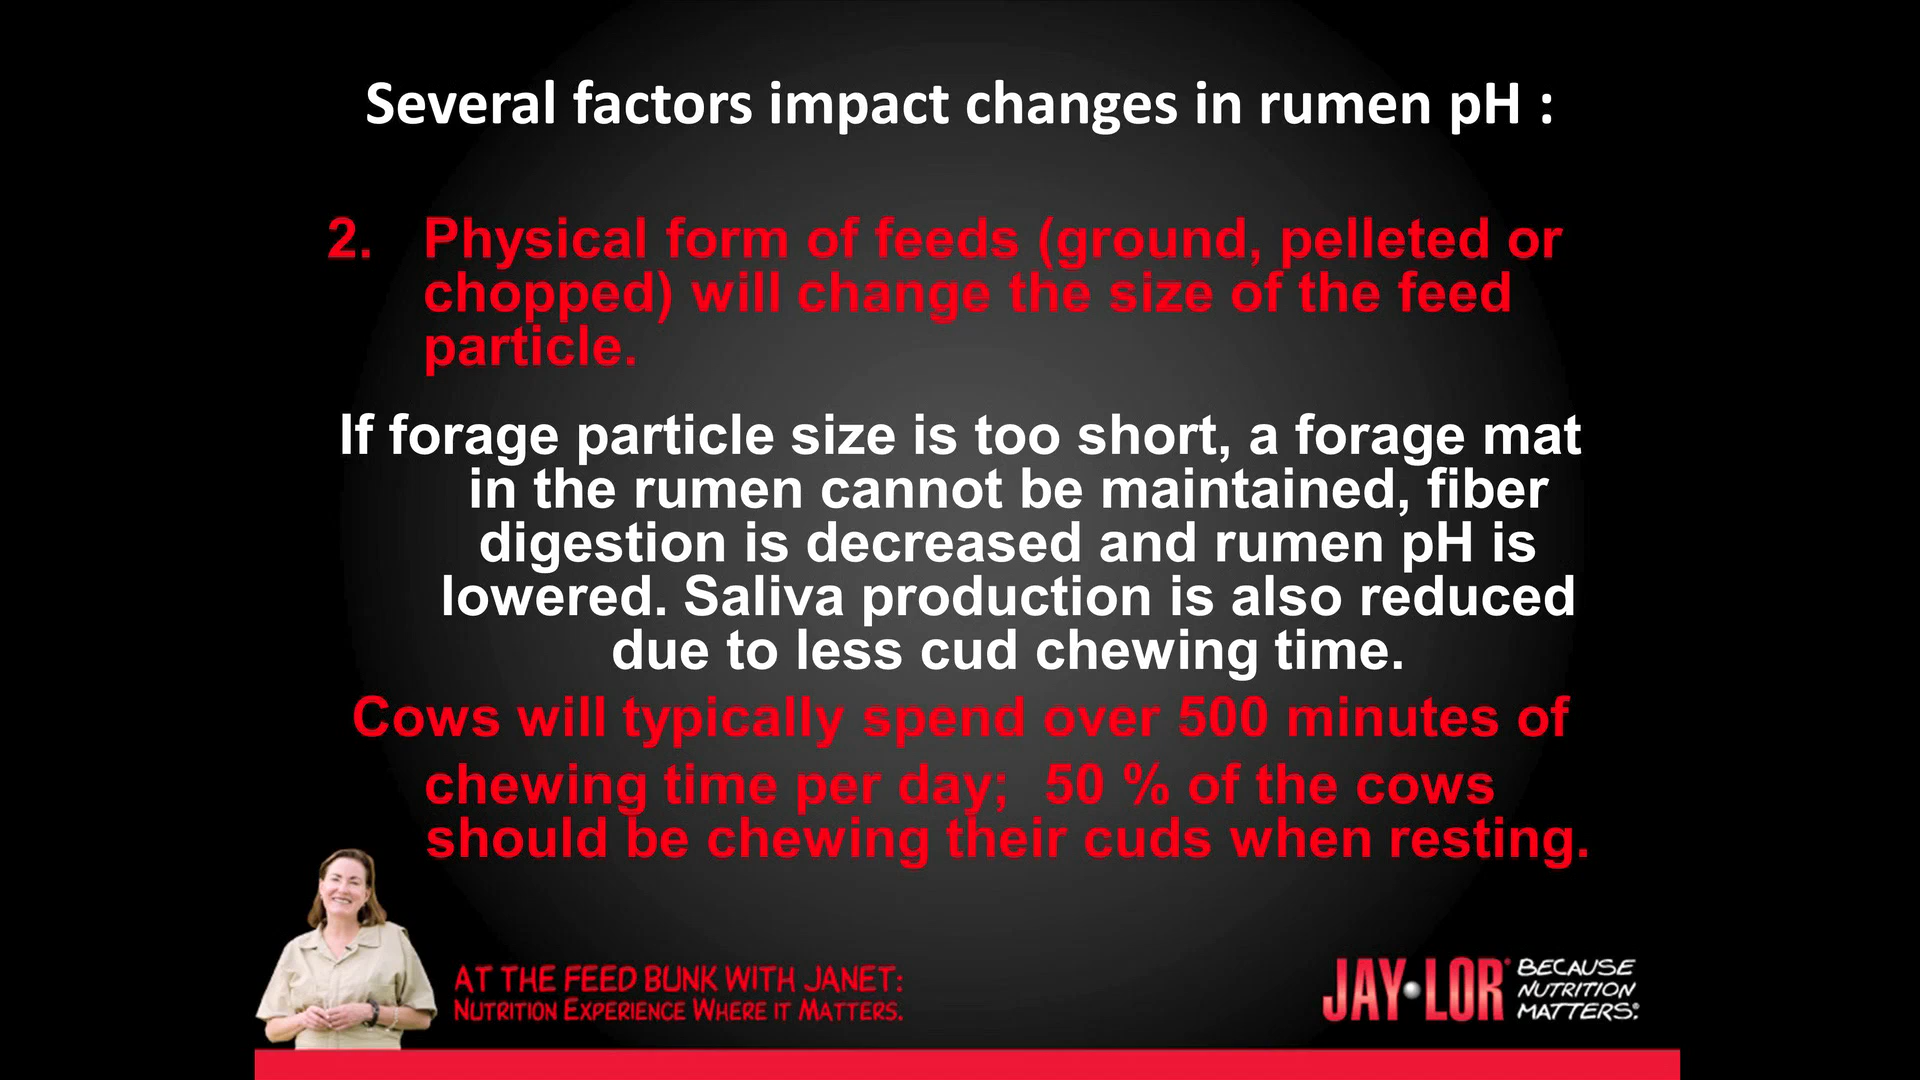 Several factors impact changes in rumen pH :
2. Physical form of feeds (ground, pelleted or
chopped) will change the size of the feed
particle.
If forage particle size is too short, a forage mat
in the rumen cannot be maintained, fiber
digestion is decreased and rumen pH is
lowered. Saliva production is also reduced
due to less cud chewing time.
Cows will typically spend over 500 minutes of
chewing time per day; 50 % of the cows
should be chewing their cuds when resting.
AT THE FEED BUNK WITH JANET:
NUTRITION EXPERIENCE WHERE IT MATTERS.
JAY•LOR®
BECAUSE
NUTRITION
MATTERS.®